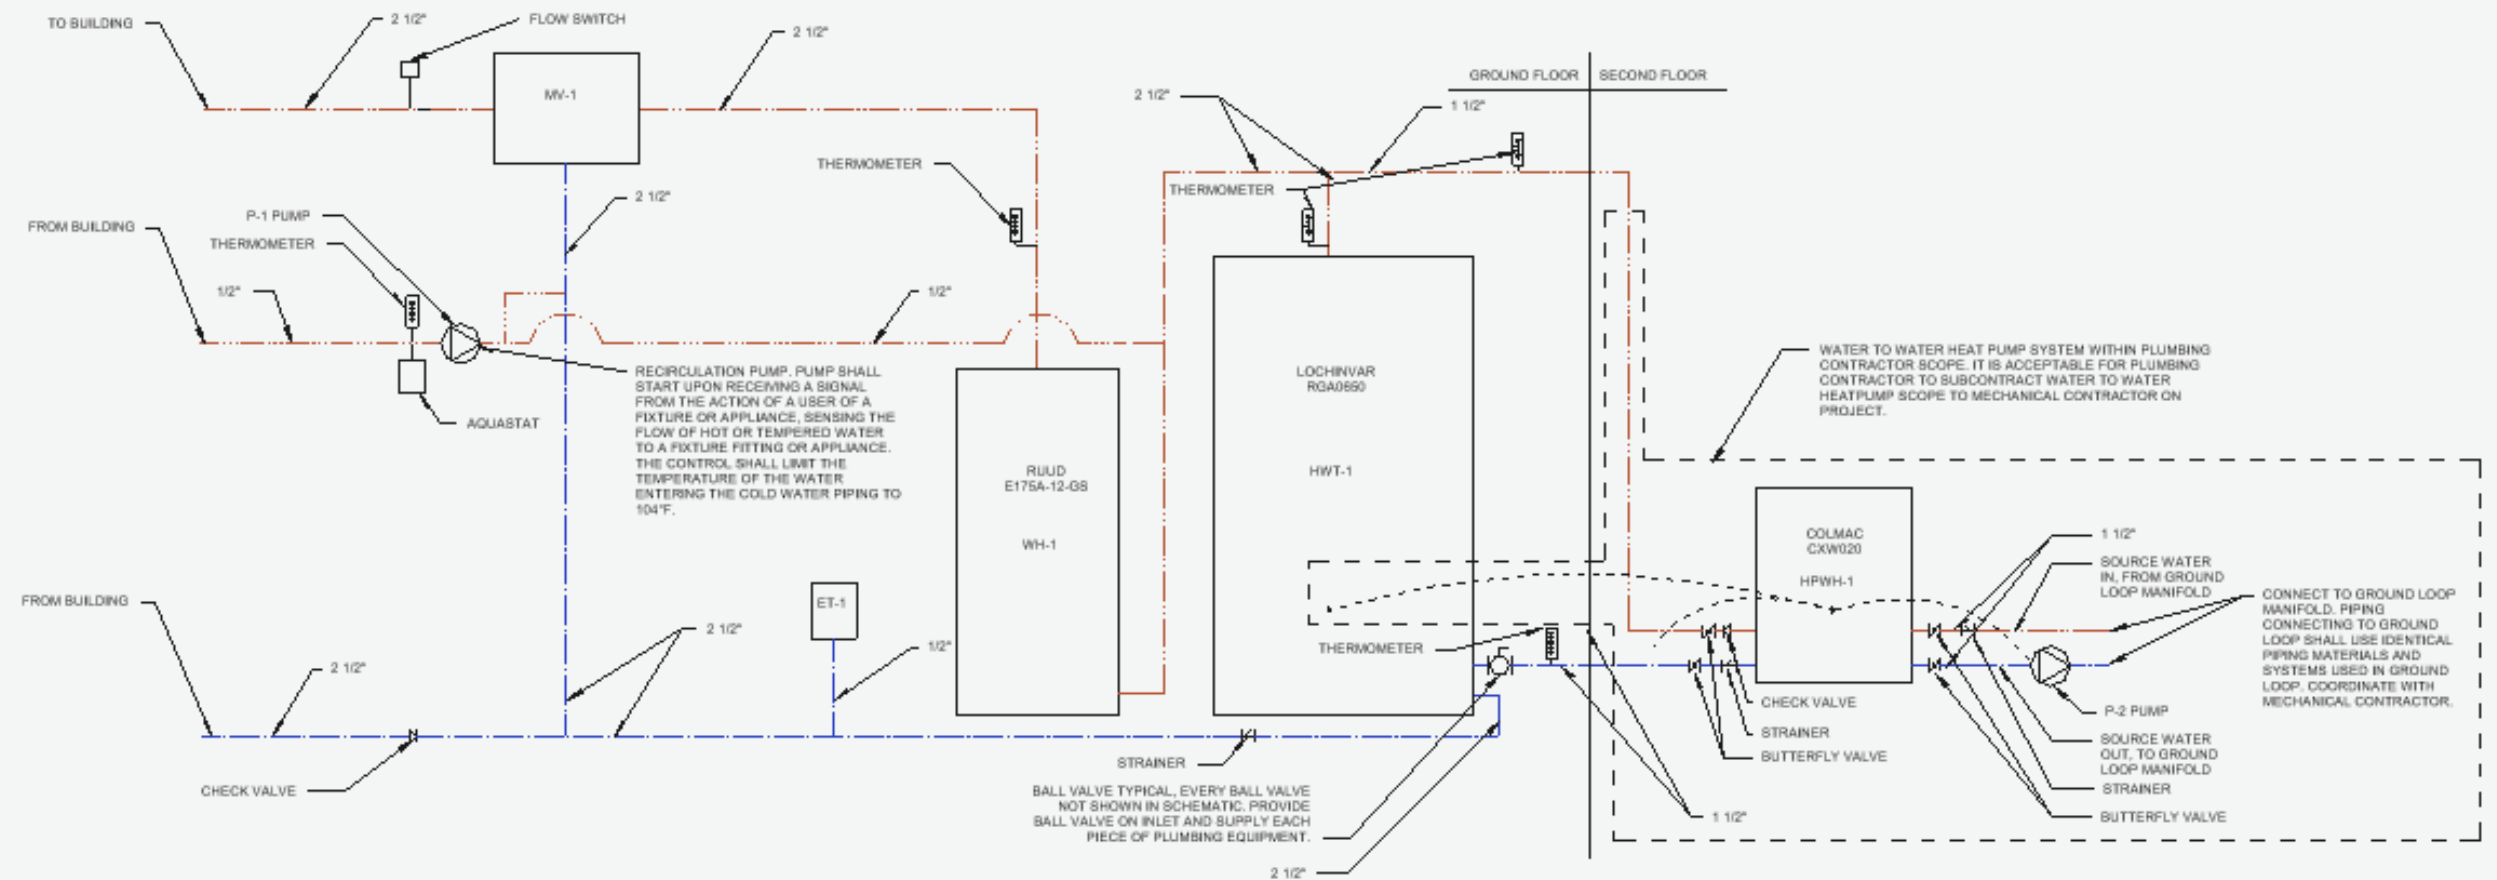 TO BUILDING
2 1/2"
FLOW SWITCH
2 1/2"
MV-1
GROUND FLOOR
SECOND FLOOR
2 1/2"
1 1/2"
THERMOMETER
THERMOMETER
2 1/2"
P-1 PUMP
FROM BUILDING
THERMOMETER
1/2"
1/2"
RECIRCULATION PUMP. PUMP SHALL
START UPON RECEIVING A SIGNAL
FROM THE ACTION OF A USER OF A
FIXTURE OR APPLIANCE, SENSING THE
FLOW OF HOT OR TEMPERED WATER
TO A FIXTURE FITTING OR APPLIANCE.
THE CONTROL SHALL LIMIT THE
TEMPERATURE OF THE WATER
ENTERING THE COLD WATER PIPING TO
104°F.
AQUASTAT
LOCHINVAR
RGA0650
HWT-1
RUUD
E175A-12-GS
WH-1
WATER TO WATER HEAT PUMP SYSTEM WITHIN PLUMBING
CONTRACTOR SCOPE. IT IS ACCEPTABLE FOR PLUMBING
CONTRACTOR TO SUBCONTRACT WATER TO WATER
HEATPUMP SCOPE TO MECHANICAL CONTRACTOR ON
PROJECT.
COLMAC
CXW020
HPWH-1
1 1/2"
SOURCE WATER
IN, FROM GROUND
LOOP MANIFOLD
CONNECT TO GROUND LOOP
MANIFOLD. PIPING
CONNECTING TO GROUND
LOOP SHALL USE IDENTICAL
PIPING MATERIALS AND
SYSTEMS USED IN GROUND
LOOP. COORDINATE WITH
MECHANICAL CONTRACTOR.
FROM BUILDING
ET-1
2 1/2"
1/2"
THERMOMETER
2 1/2"
CHECK VALVE
STRAINER
BUTTERFLY VALVE
P-2 PUMP
SOURCE WATER
OUT, TO GROUND
LOOP MANIFOLD
STRAINER
BUTTERFLY VALVE
CHECK VALVE
STRAINER
BALL VALVE TYPICAL, EVERY BALL VALVE
NOT SHOWN IN SCHEMATIC. PROVIDE
BALL VALVE ON INLET AND SUPPLY EACH
PIECE OF PLUMBING EQUIPMENT.
1 1/2"
2 1/2"